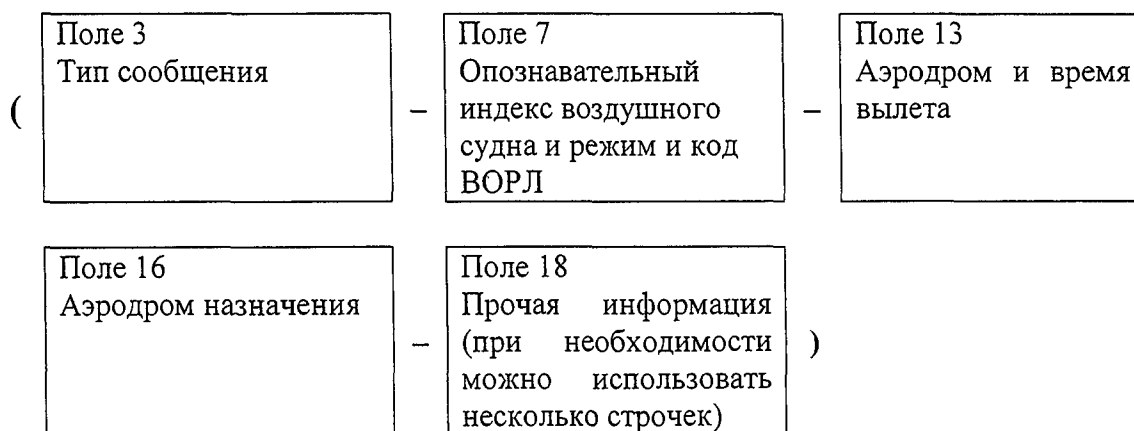 Поле 3
Тип сообщения
(
–
Поле 7
Опознавательный
индекс воздушного
судна и режим и код
ВОРЛ
–
Поле 13
Аэродром и время
вылета
Поле 16
Аэродром назначения
–
Поле 18
Прочая информация
(при необходимости
можно использовать
несколько строчек)
)